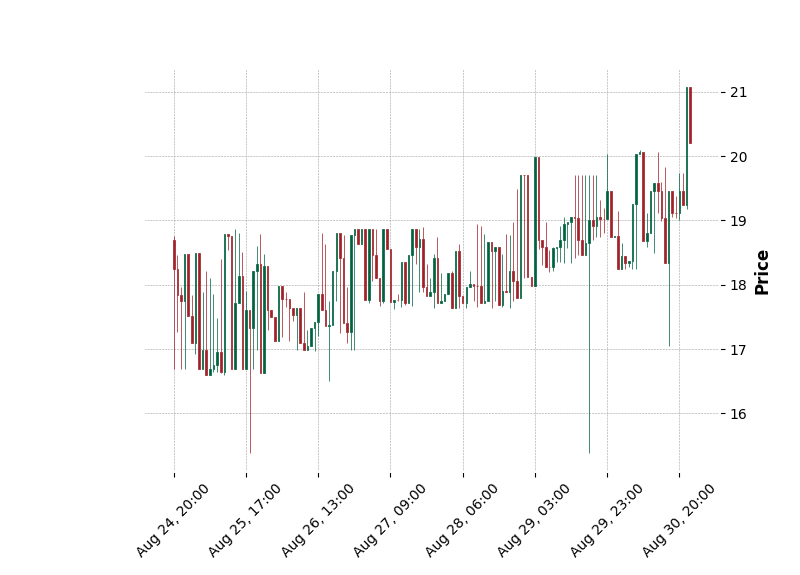 21
20
19
18
17
16
Price
Aug 24, 20:00
Aug 25, 17:00
Aug 26, 13:00
Aug 27, 09:00
Aug 28, 06:00
Aug 29, 03:00
Aug 29, 23:00
Aug 30, 20:00